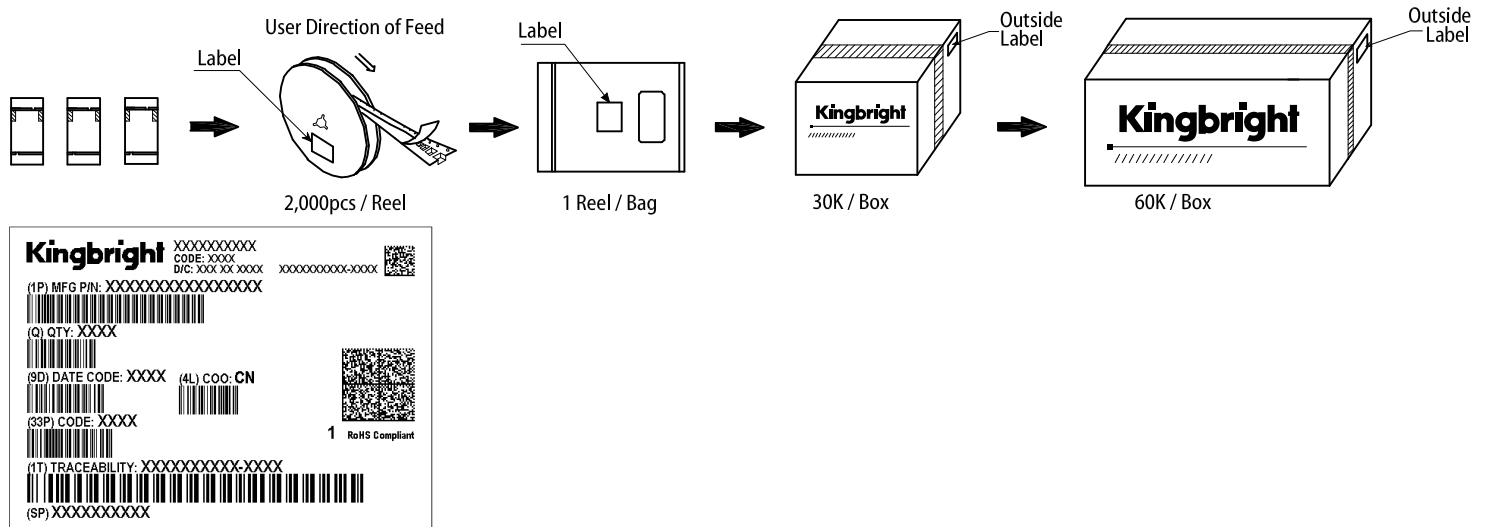 User Direction of Feed
Label
Label
Outside
Label
Outside
Label
Kingbright
Kingbright
2,000pcs / Reel
1 Reel / Bag
30K / Box
60K / Box
Kingbright XXXXXXXXXX
CODE: XXXX
D/C: XXX XX XXXX XXXXXXXXXX-XXXX
(1P) MFG P/N: XXXXXXXXXXXXXXXX
(Q) QTY: XXXX
(9D) DATE CODE: XXXX (4L) COO: CN
(33P) CODE: XXXX
1 RoHS Compliant
(1T) TRACEABILITY: XXXXXXXXXX-XXXX
(SP) XXXXXXXXXX